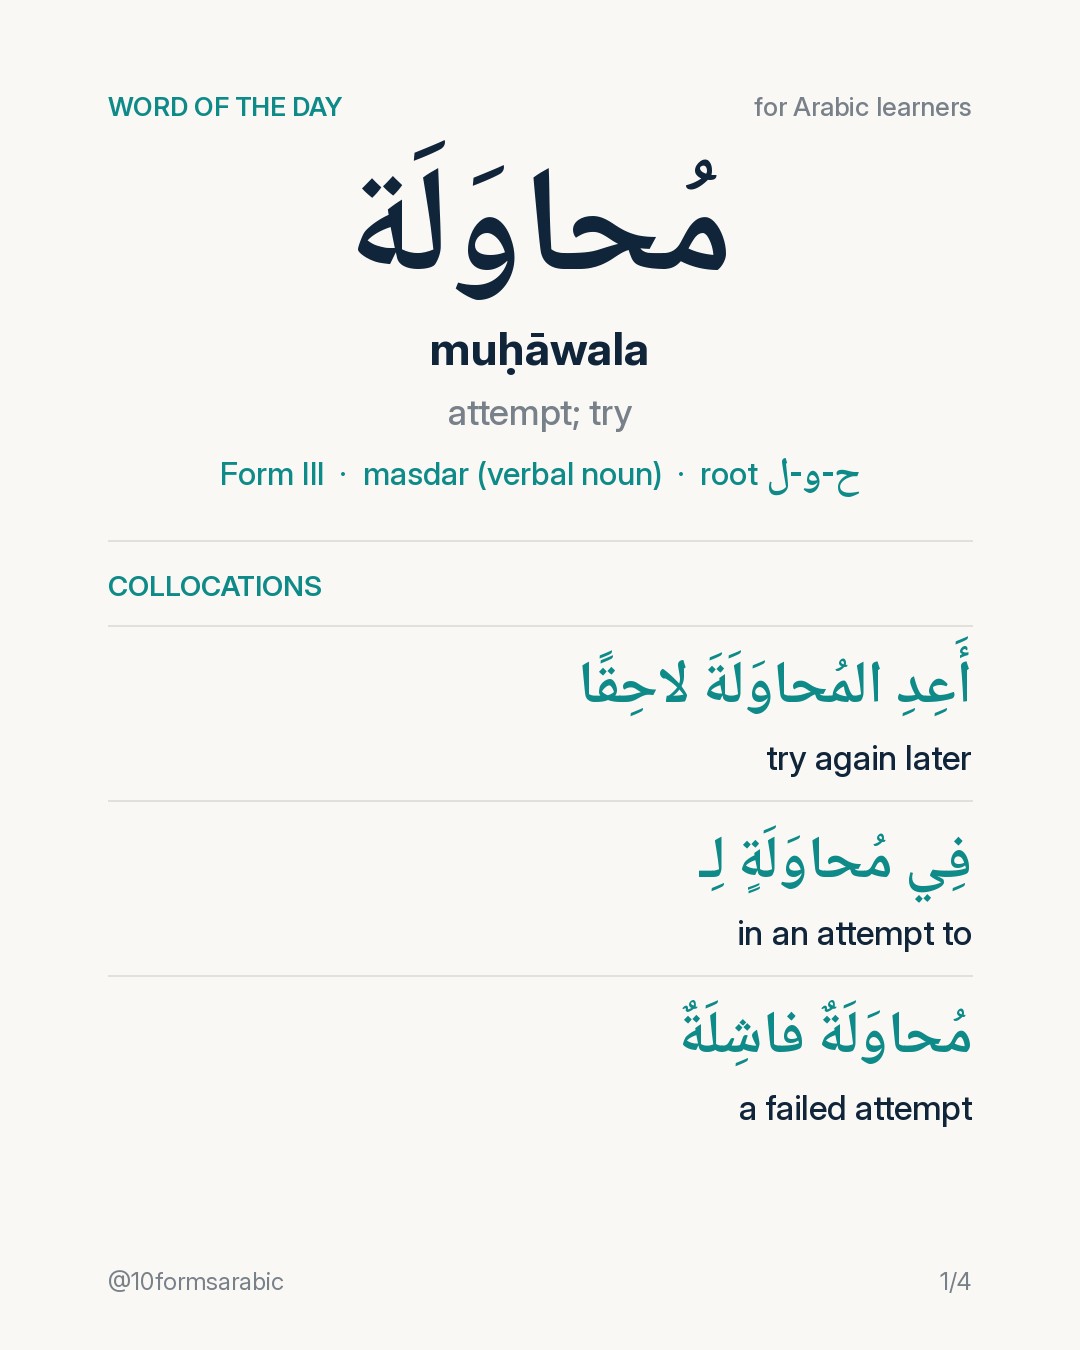 WORD OF THE DAY
for Arabic learners
مُحاوَلَة
muḥāwala
attempt; try
Form III · masdar (verbal noun) · root ح-و-ل
COLLOCATIONS
أَعِدِ المُحاوَلَةَ لاحِقًا
try again later
فِي مُحاوَلَةٍ لِـ
in an attempt to
مُحاوَلَةٌ فاشِلَةٌ
a failed attempt
@10formsarabic
1/4